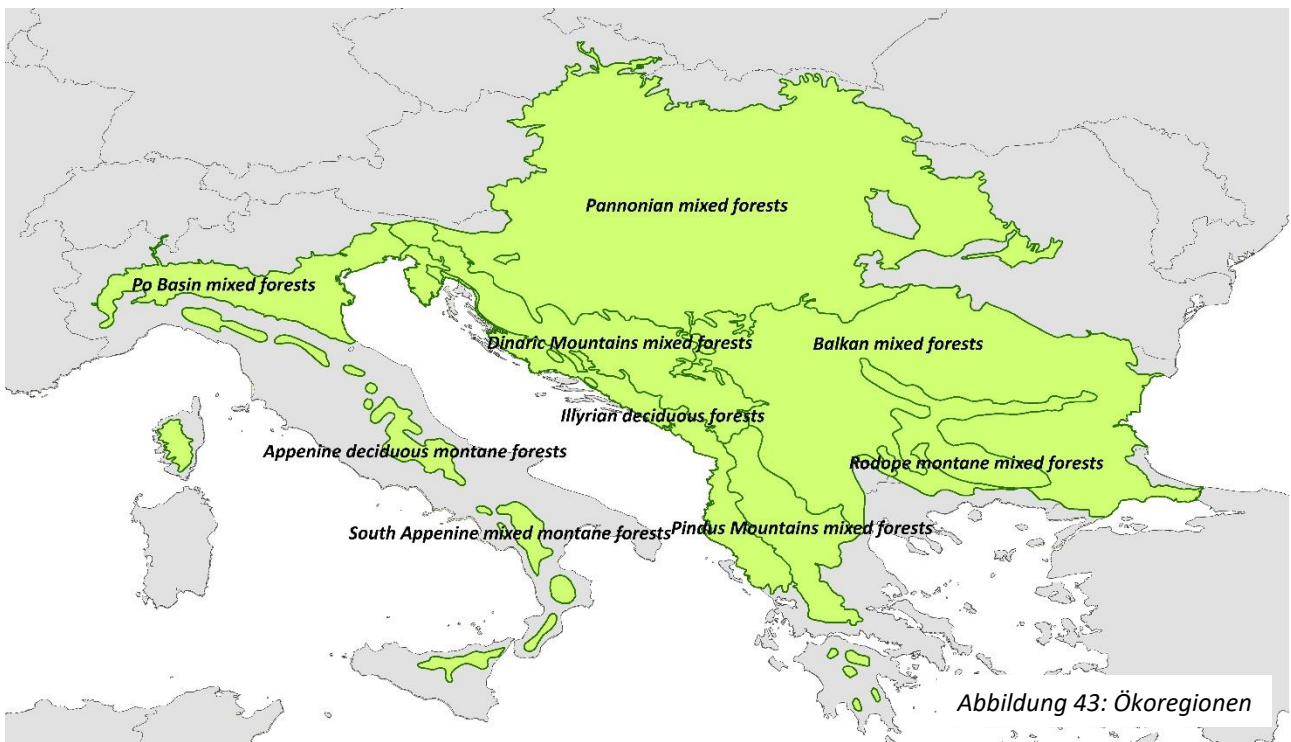 Pannonian mixed forests
Po Basin mixed forests
Dinaric Mountains mixed forests
Balkan mixed forests
Illyrian deciduous forests
Appenine deciduous montane forests
Rodope montane mixed forests
South Appenine mixed montane forests
Pindus Mountains mixed forests
Abbildung 43: Ökoregionen